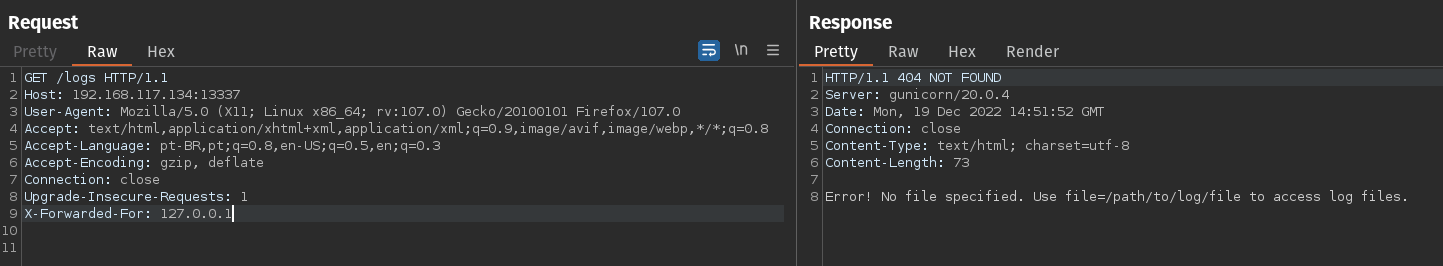 Request
Pretty Raw Hex \n
1 GET /logs HTTP/1.1
2 Host: 192.168.117.134:13337
3 User-Agent: Mozilla/5.0 (X11; Linux x86_64; rv:107.0) Gecko/20100101 Firefox/107.0
4 Accept: text/html,application/xhtml+xml,application/xml;q=0.9,image/avif,image/webp,*/*;q=0.8
5 Accept-Language: pt-BR,pt;q=0.8,en-US;q=0.5,en;q=0.3
6 Accept-Encoding: gzip, deflate
7 Connection: close
8 Upgrade-Insecure-Requests: 1
9 X-Forwarded-For: 127.0.0.1
10
11
Response
Pretty Raw Hex Render
1 HTTP/1.1 404 NOT FOUND
2 Server: gunicorn/20.0.4
3 Date: Mon, 19 Dec 2022 14:51:52 GMT
4 Connection: close
5 Content-Type: text/html; charset=utf-8
6 Content-Length: 73
7
8 Error! No file specified. Use file=/path/to/log/file to access log files.